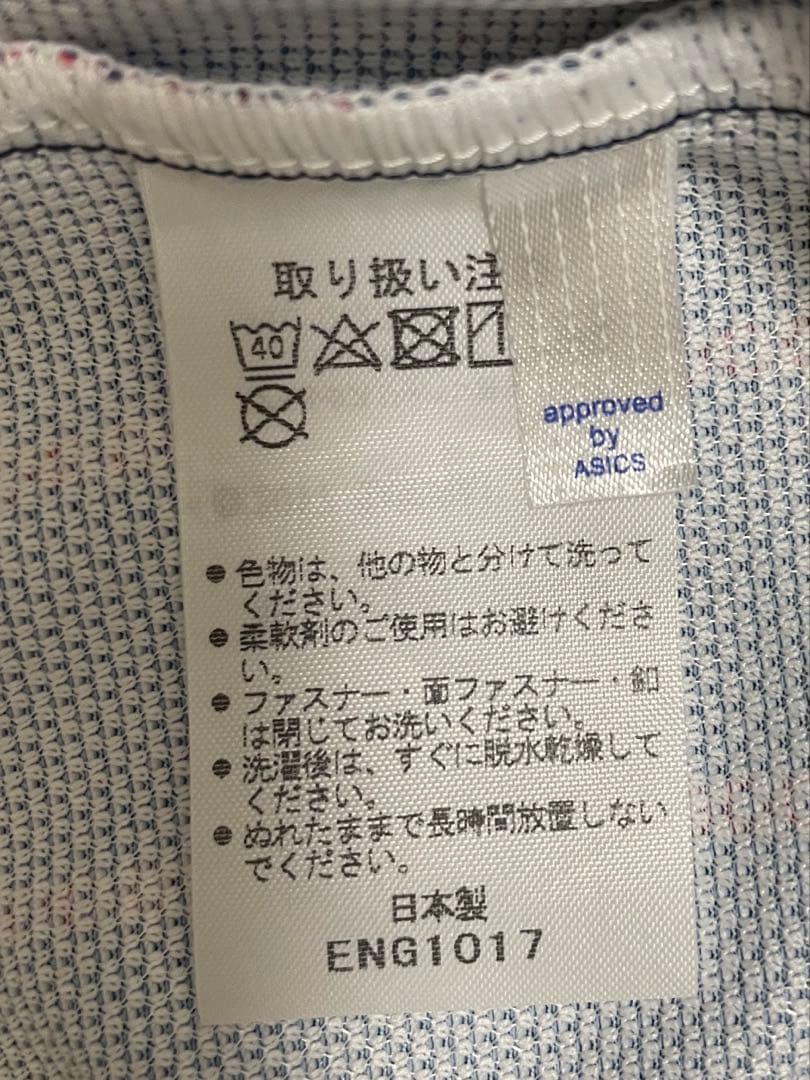 取り扱い注
40
approved
by
ASICS
●色物は、他の物と分けて洗って
ください。
●柔軟剤のご使用はお避けくださ
い。
●ファスナー・面ファスナー・釦
は閉じてお洗いください。
●洗濯後は、すぐに脱水乾燥して
ください。
●ぬれたままで長時間放置しない
でください。
日本製
ENG1017